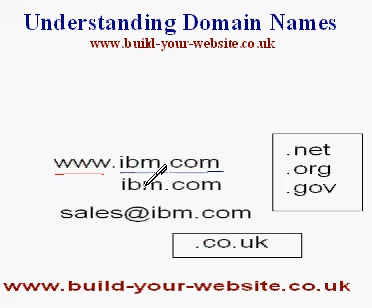 Understanding Domain Names
www.build-your-website.co.uk
www.ibm.com
ibm.com
sales@ibm.com
.net
.org
.gov
.co.uk
www.build-your-website.co.uk